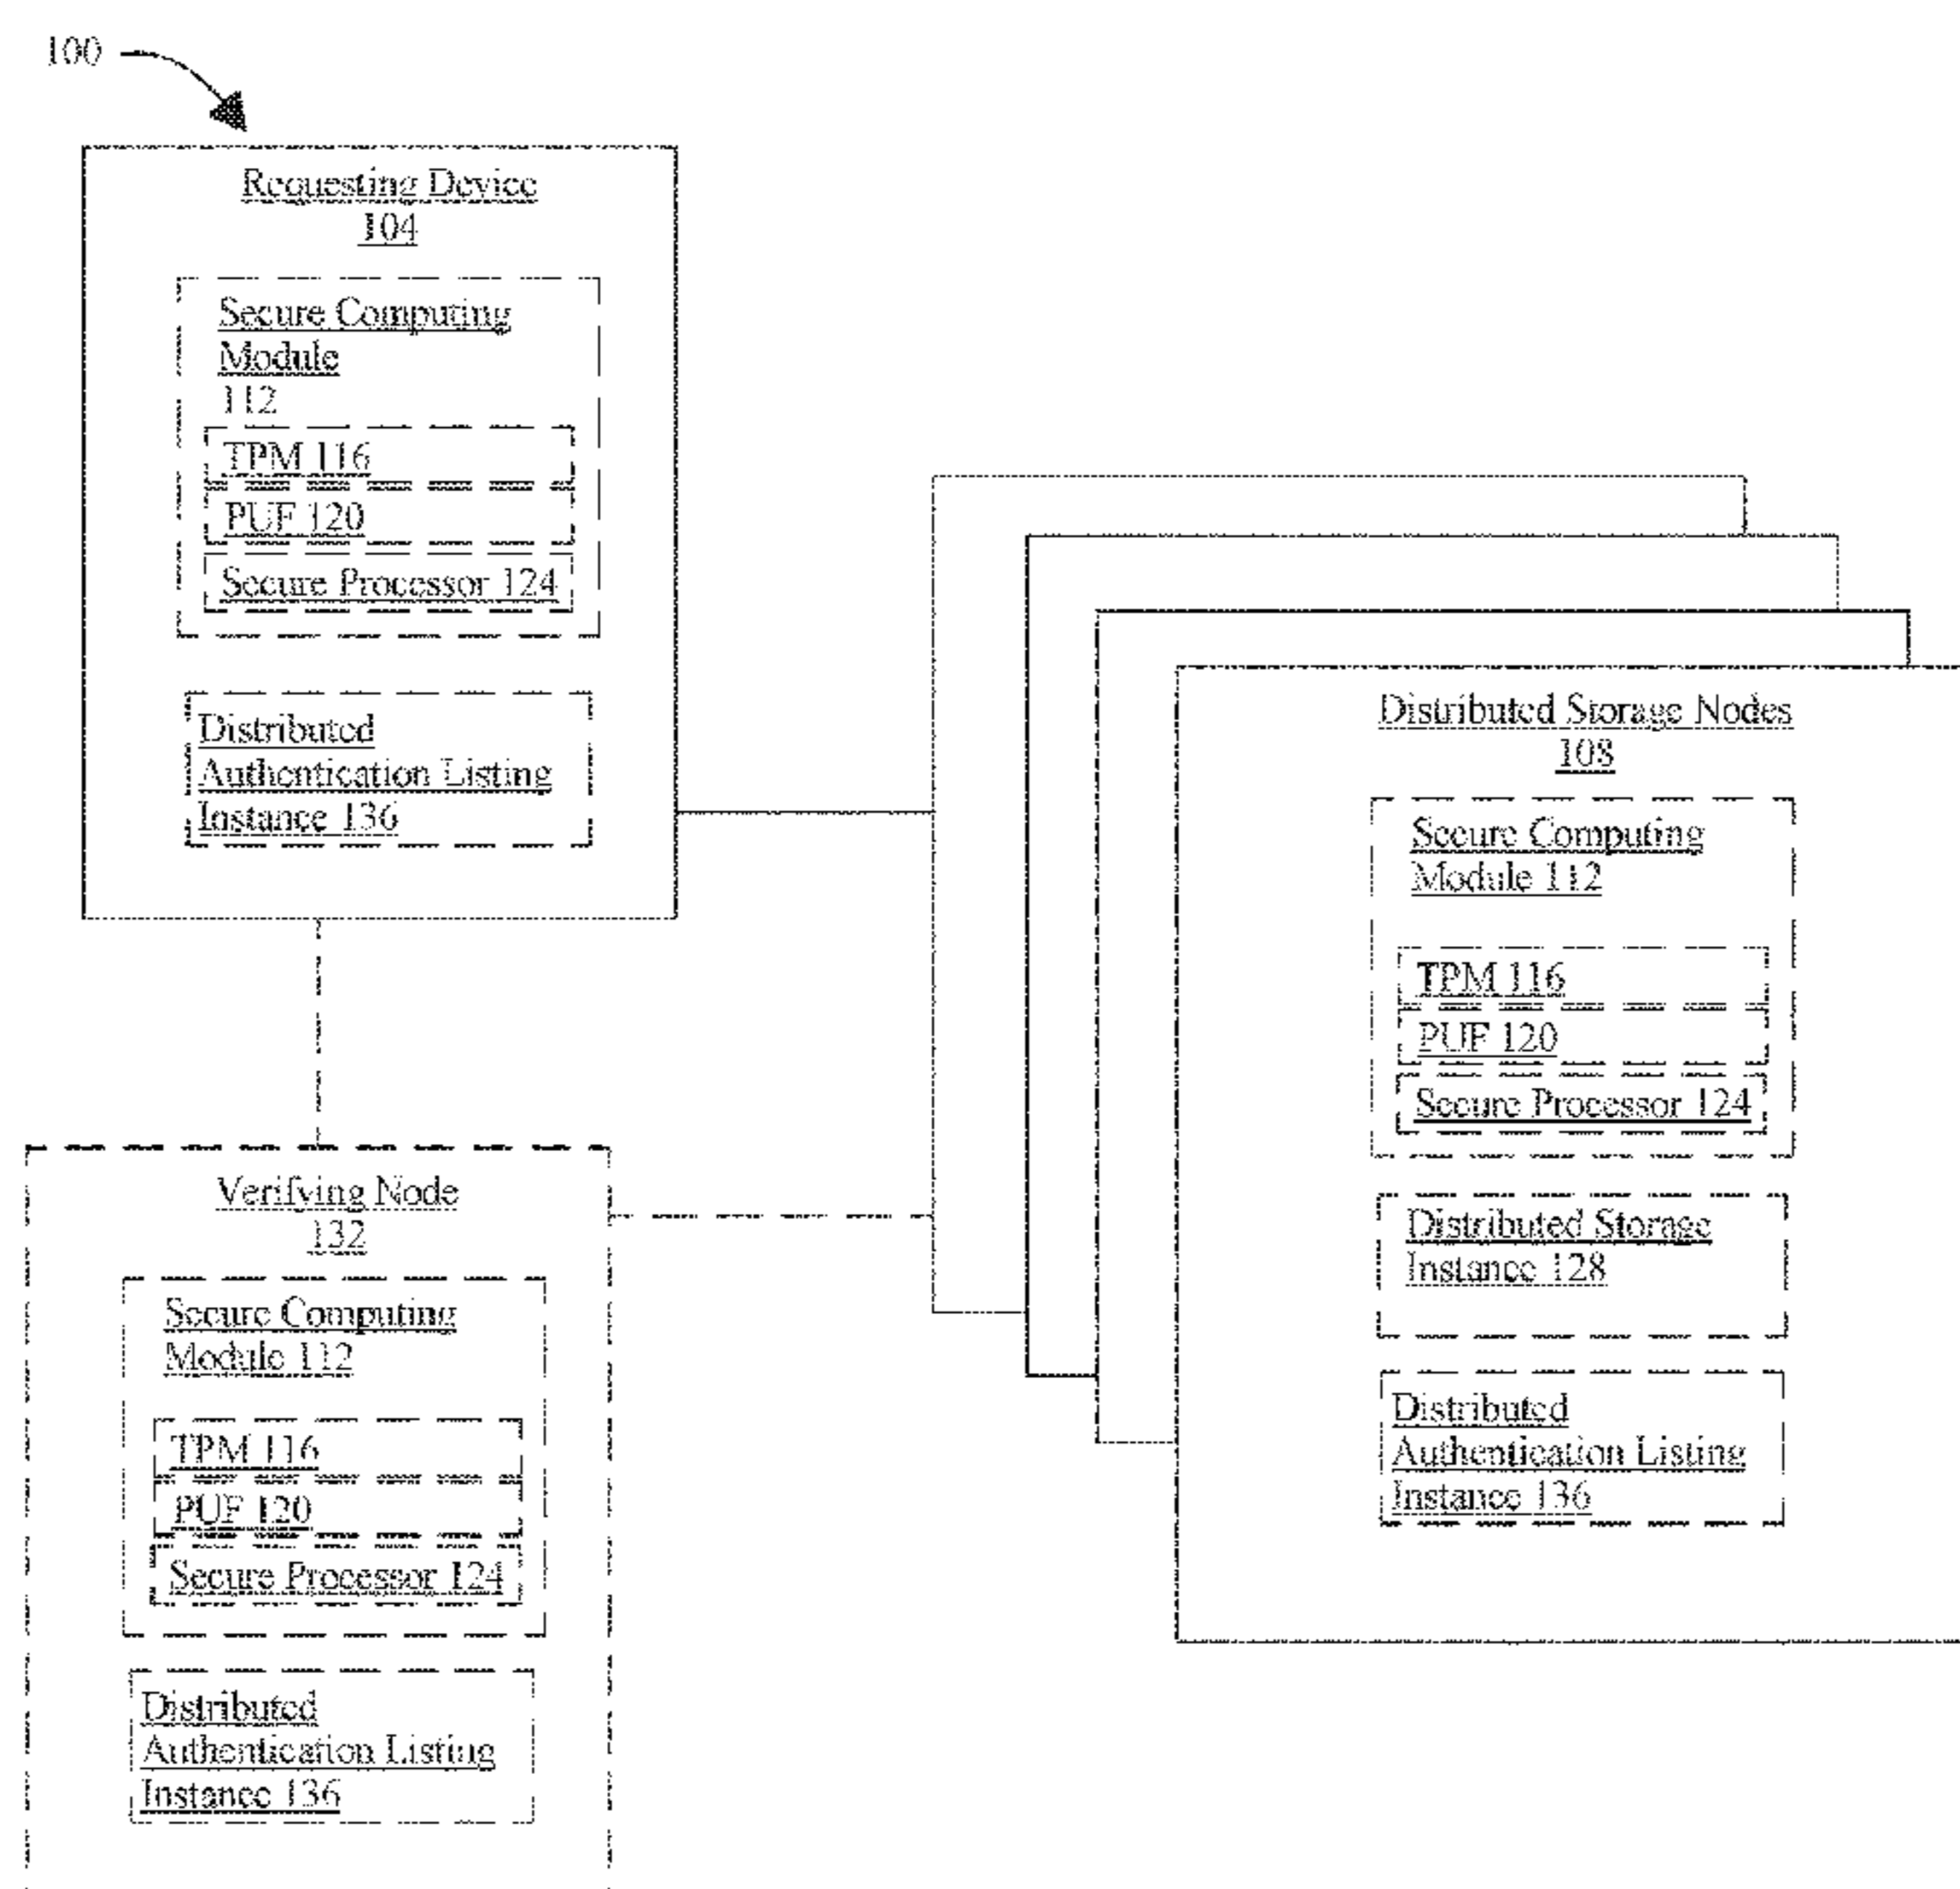 100
Requesting Device
104
Secure Computing
Module
112
TPM 116
PUF 120
Secure Processor 124
Distributed
Authentication Listing
Instance 136
Distributed Storage Nodes
108
Secure Computing
Module 112
TPM 116
PUF 120
Secure Processor 124
Distributed Storage
Instance 128
Distributed
Authentication Listing
Instance 136
Verifying Node
132
Secure Computing
Module 112
TPM 116
PUF 120
Secure Processor 124
Distributed
Authentication Listing
Instance 136